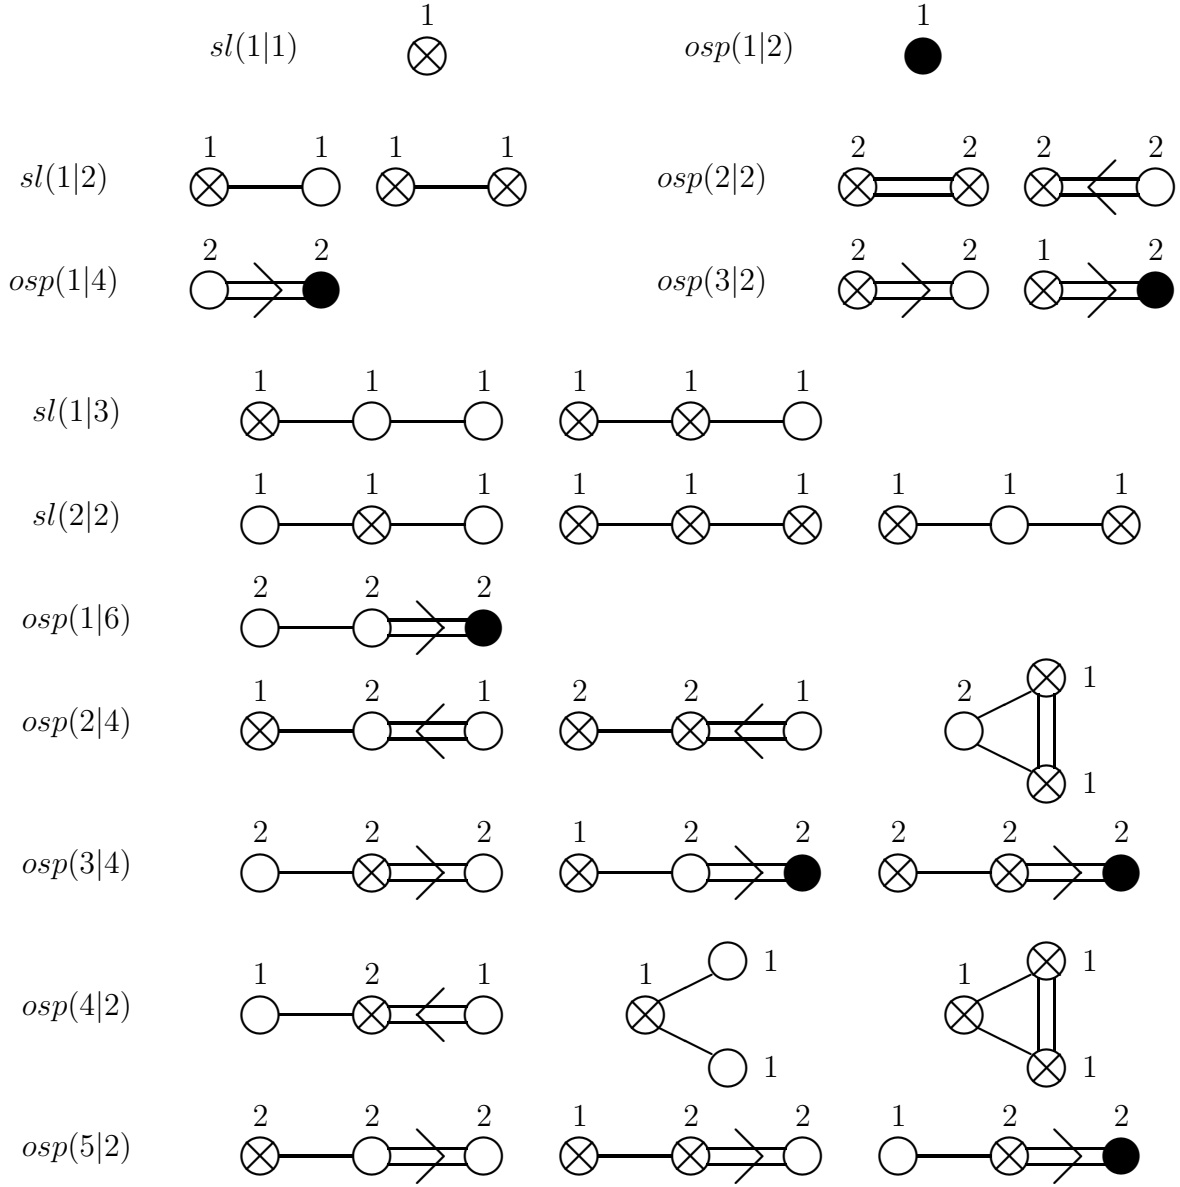 1 1
sl(1|1) osp(1|2)
1 1 1 1 2 2 2 2
sl(1|2) osp(2|2)
2 2 2 2 1 2
osp(1|4) osp(3|2)
1 1 1 1 1 1
sl(1|3)
1 1 1 1 1 1 1 1 1
sl(2|2)
2 2 2
osp(1|6)
1
1 2 1 2 2 1 2
osp(2|4)
1
2 2 2 1 2 2 2 2 2
osp(3|4)
1 1
1 2 1 1 1
osp(4|2)
1 1
2 2 2 1 2 2 1 2 2
osp(5|2)